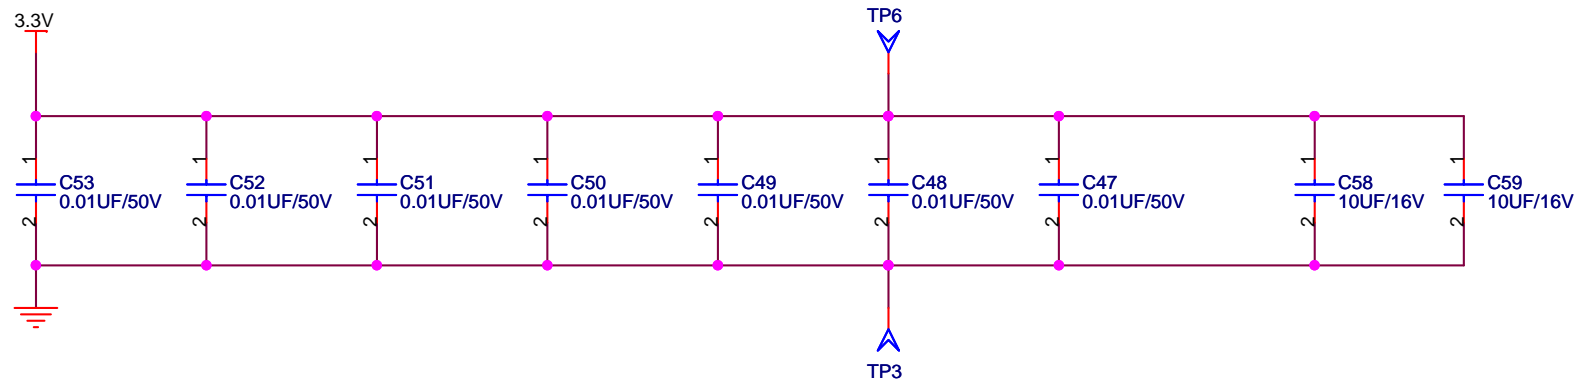 3.3V
TP6
1 1 1 1 1 1 1 1 1
C53 C52 C51 C50 C49 C48 C47 C58 C59
0.01UF/50V 0.01UF/50V 0.01UF/50V 0.01UF/50V 0.01UF/50V 0.01UF/50V 0.01UF/50V 10UF/16V 10UF/16V
2 2 2 2 2 2 2 2 2
TP3